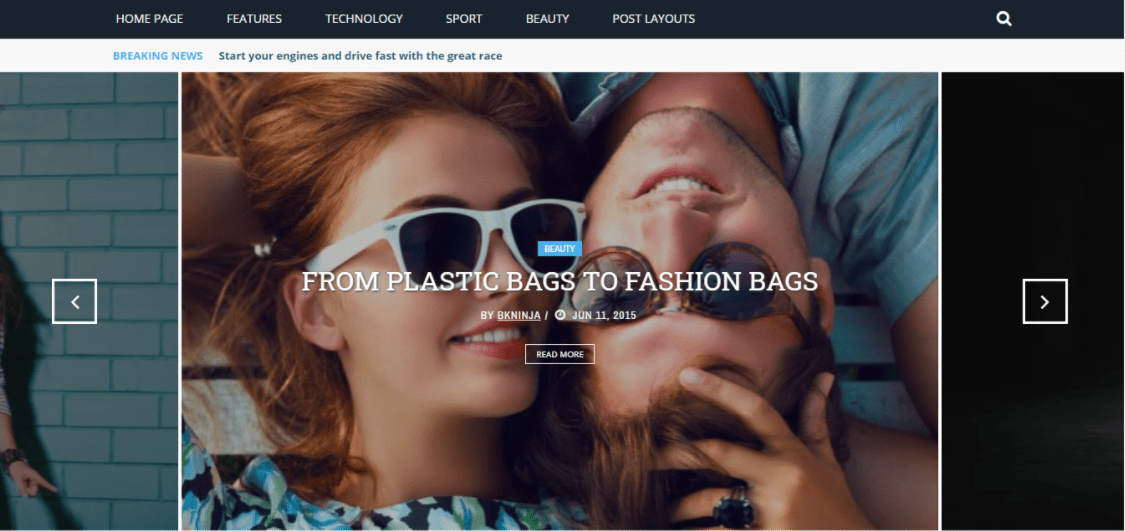 HOME PAGE FEATURES TECHNOLOGY SPORT BEAUTY POST LAYOUTS
BREAKING NEWS Start your engines and drive fast with the great race
BEAUTY
FROM PLASTIC BAGS TO FASHION BAGS
BY BKNINJA / JUN 11, 2015
READ MORE